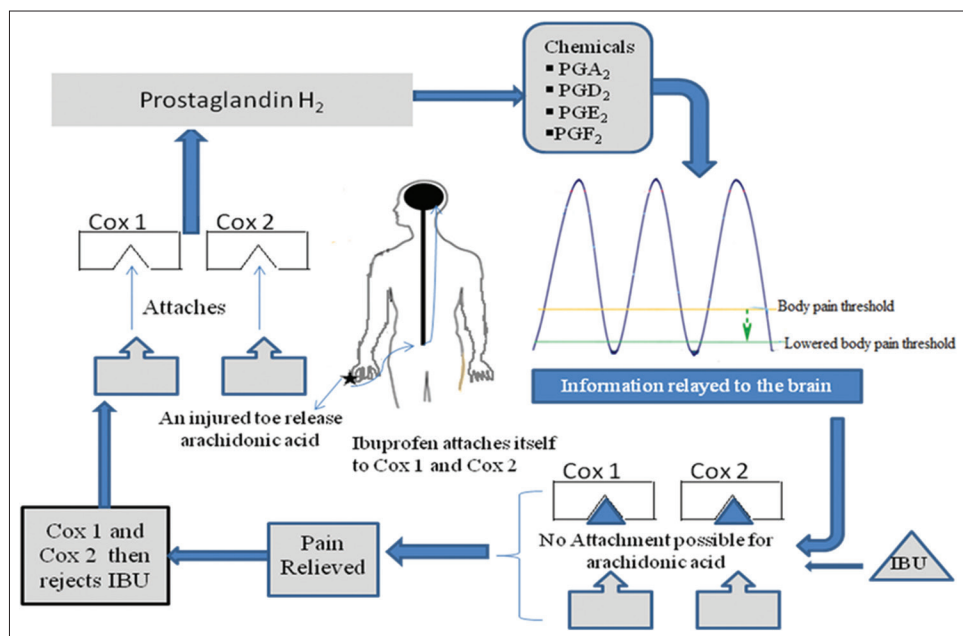 Chemicals
▪ PGA₂
▪ PGD₂
▪ PGE₂
▪PGF₂
Prostaglandin H₂
Cox 1
Cox 2
Attaches
An injured toe release
arachidonic acid
Body pain threshold
Lowered body pain threshold
Information relayed to the brain
Ibuprofen attaches itself
to Cox 1 and Cox 2
Cox 1
Cox 2
No Attachment possible for
arachidonic acid
IBU
Pain
Relieved
Cox 1 and
Cox 2 then
rejects IBU